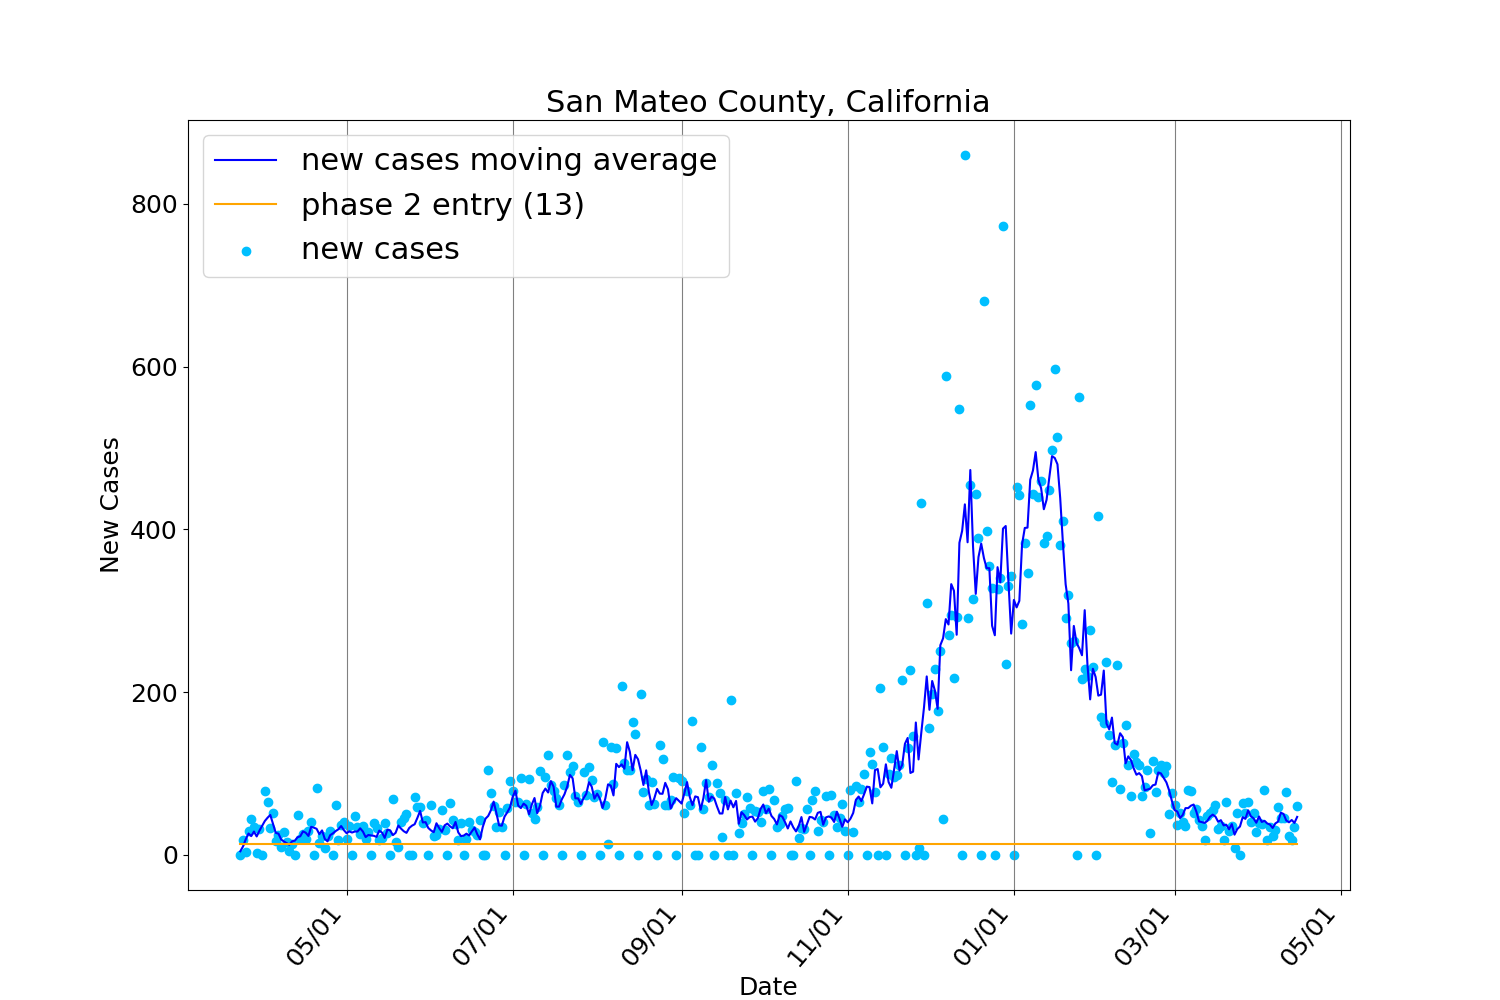 San Mateo County, California
new cases moving average
phase 2 entry (13)
new cases
800
600
400
200
0
New Cases
05/01
07/01
09/01
11/01
01/01
03/01
05/01
Date